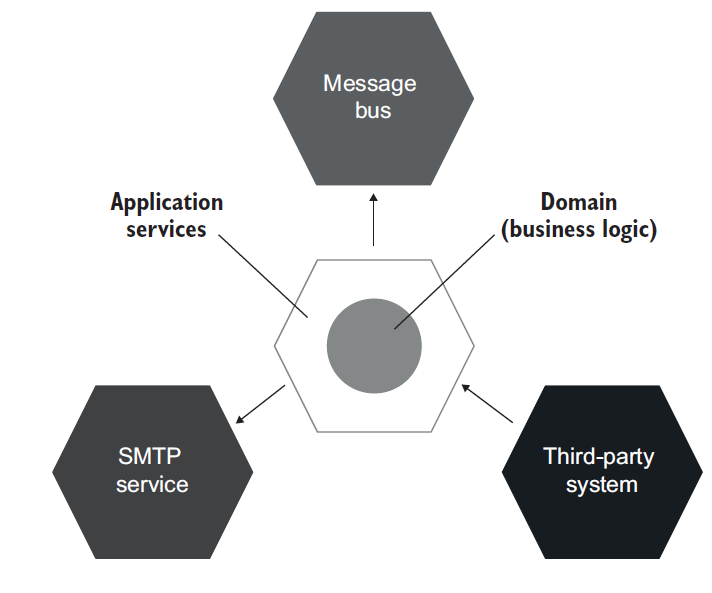 Message
bus
Application
services
Domain
(business logic)
SMTP
service
Third-party
system